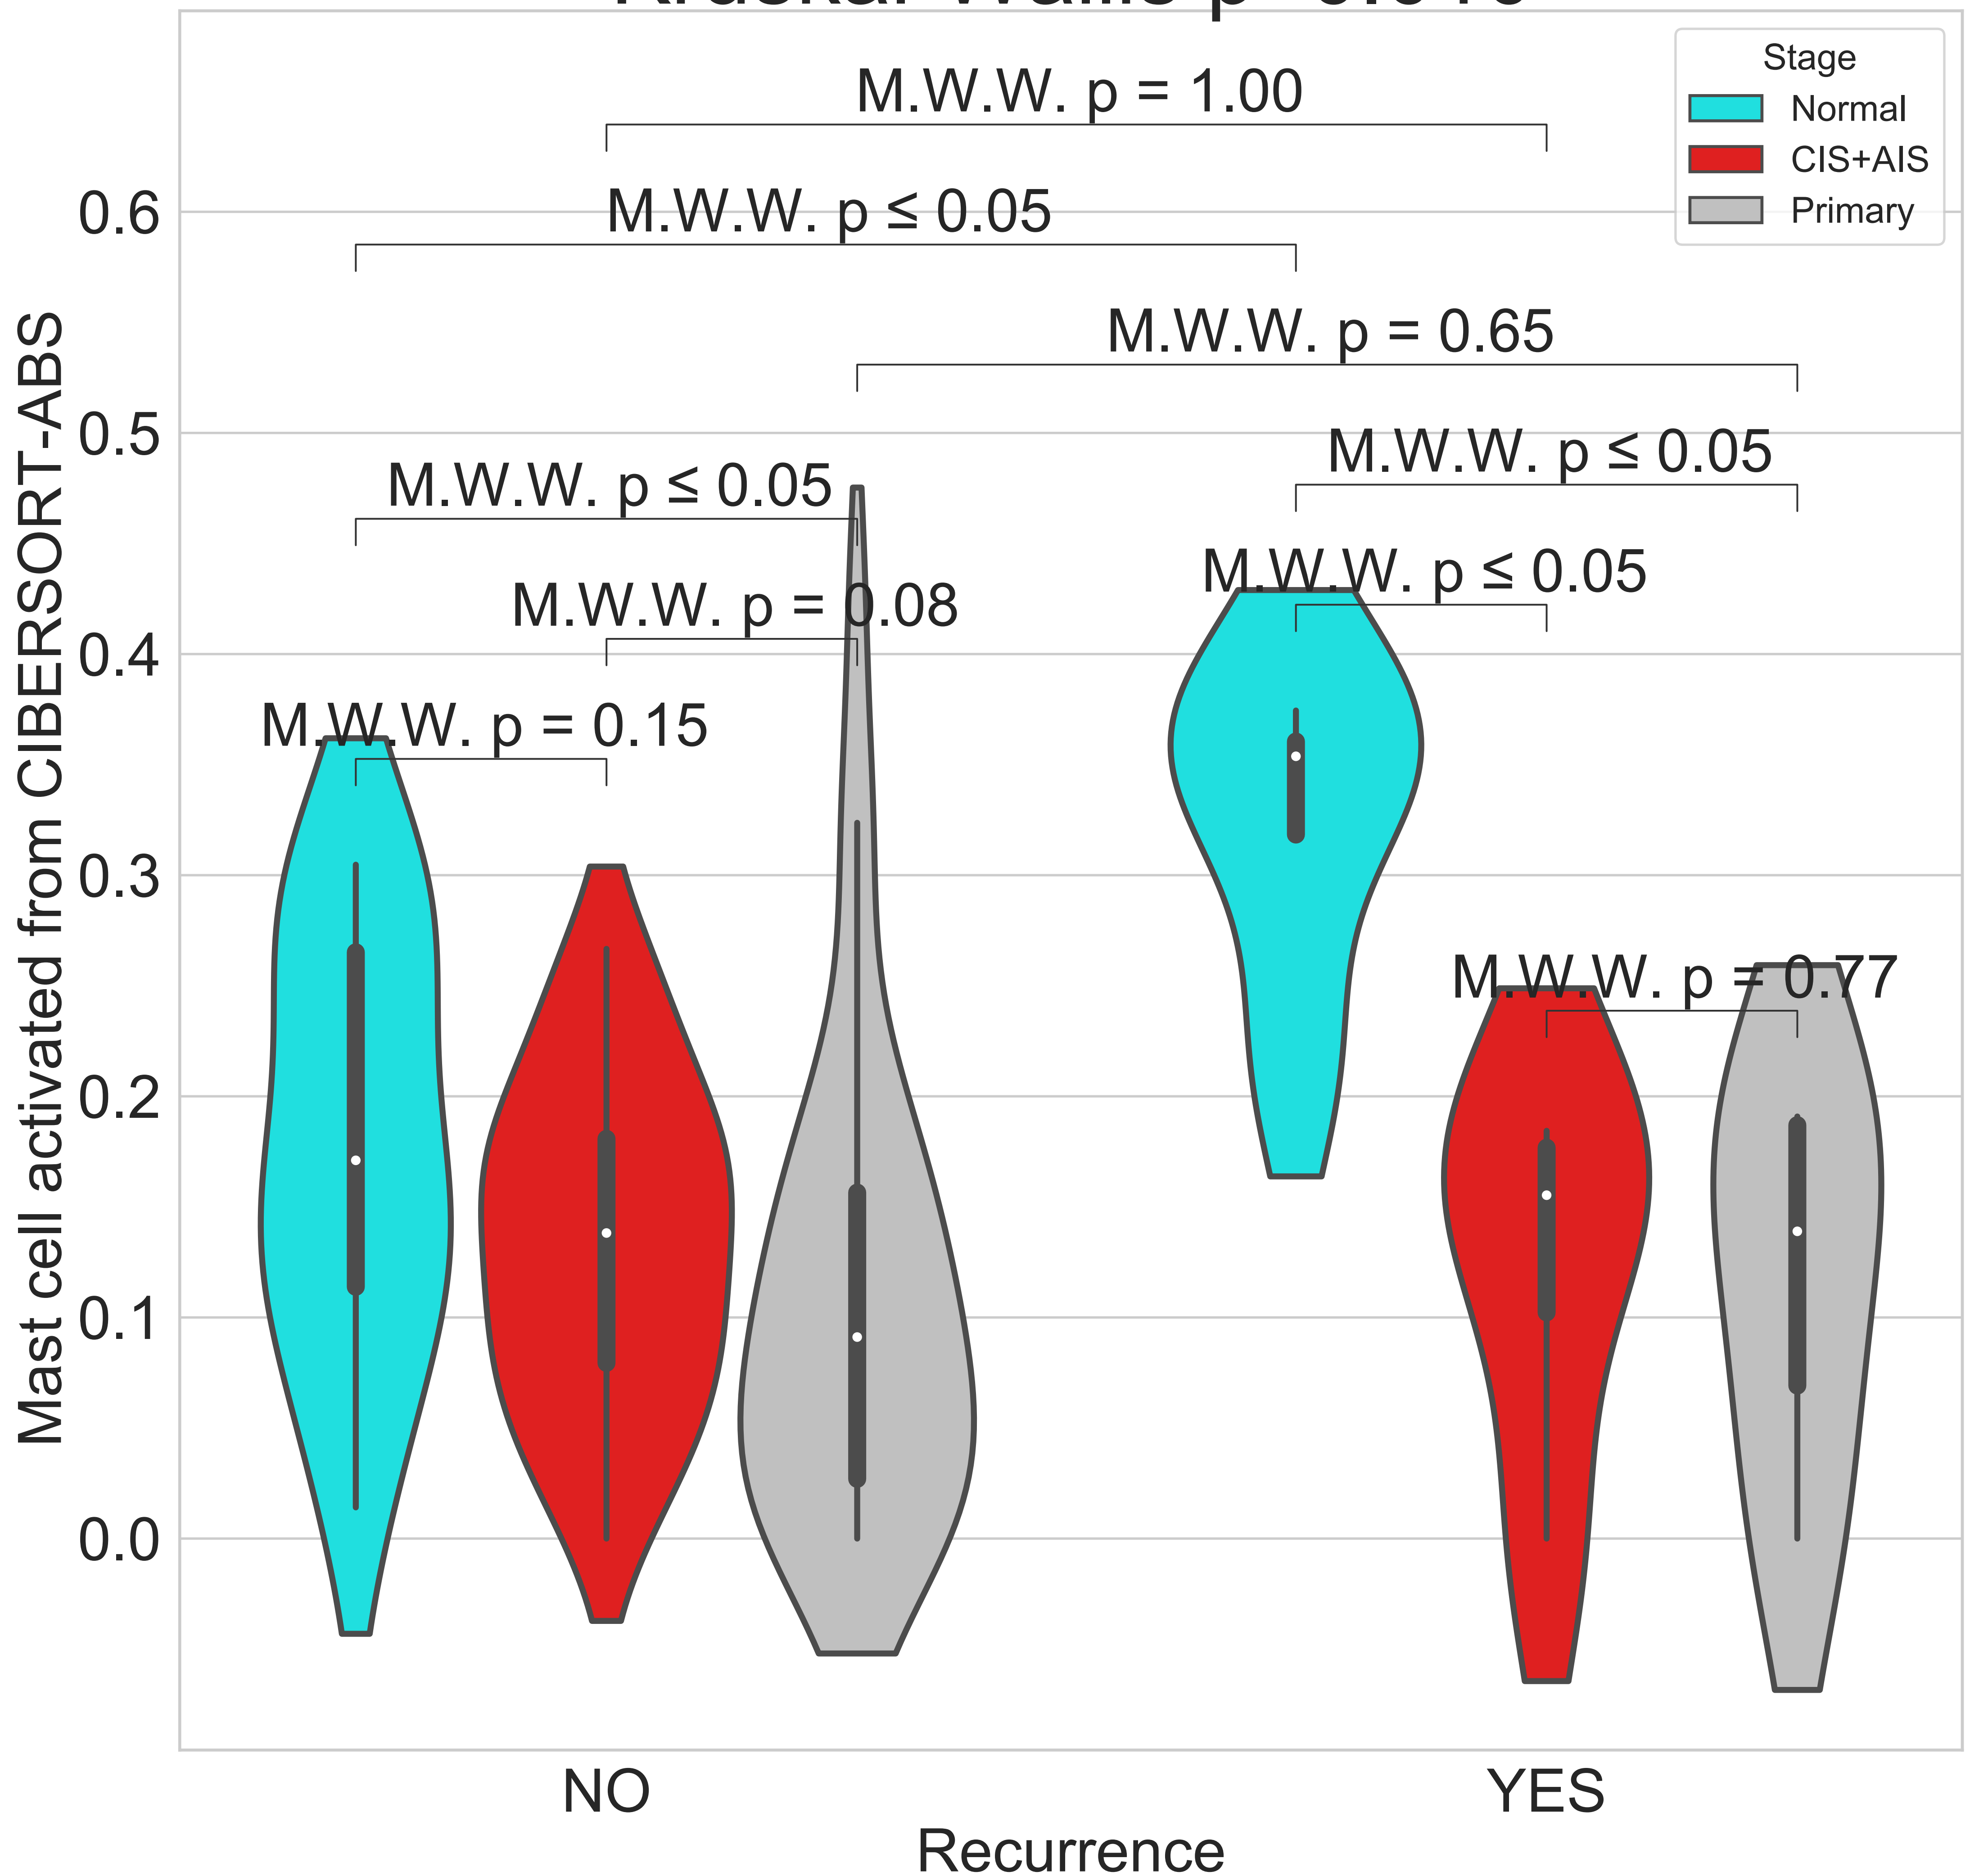 Stage
Normal
CIS+AIS
Primary
M.W.W. p = 1.00
M.W.W. p ≤ 0.05
M.W.W. p = 0.65
M.W.W. p ≤ 0.05
M.W.W. p ≤ 0.05
M.W.W. p ≤ 0.05
M.W.W. p = 0.08
M.W.W. p = 0.15
M.W.W. p = 0.77
Mast cell activated from CIBERSORT-ABS
0.6
0.5
0.4
0.3
0.2
0.1
0.0
NO
YES
Recurrence